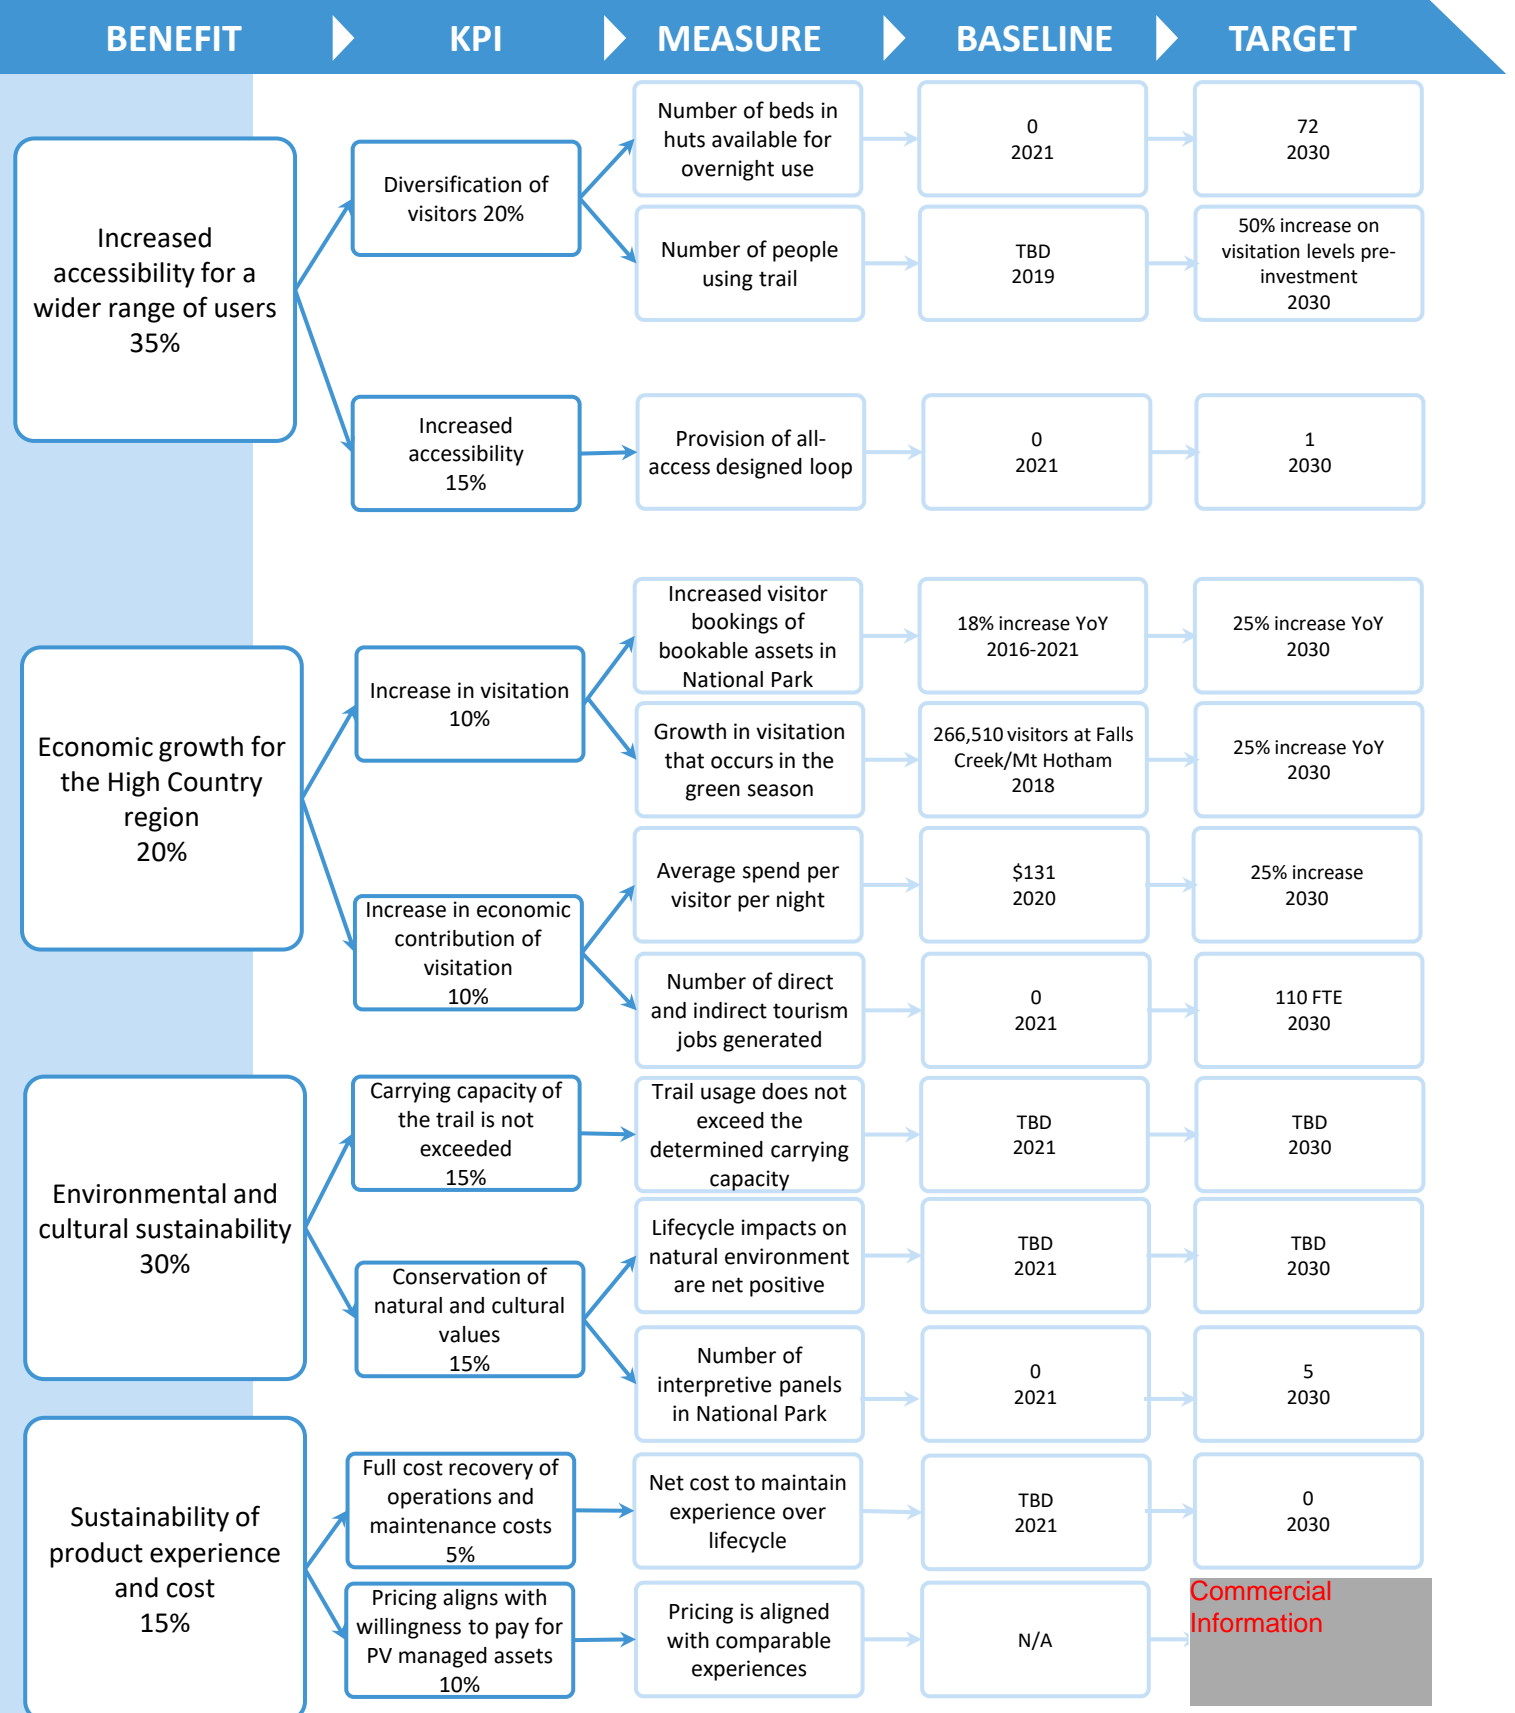 BENEFIT
KPI
MEASURE
BASELINE
TARGET
Increased
accessibility for a
wider range of users
35%
Diversification of
visitors 20%
Number of beds in
huts available for
overnight use
0
2021
72
2030
Number of people
using trail
TBD
2019
50% increase on
visitation levels pre-
investment
2030
Increased
accessibility
15%
Provision of all-
access designed loop
0
2021
1
2030
Economic growth for
the High Country
region
20%
Increase in visitation
10%
Increased visitor
bookings of
bookable assets in
National Park
18% increase YoY
2016-2021
25% increase YoY
2030
Growth in visitation
that occurs in the
green season
266,510 visitors at Falls
Creek/Mt Hotham
2018
25% increase YoY
2030
Increase in economic
contribution of
visitation
10%
Average spend per
visitor per night
$131
2020
25% increase
2030
Number of direct
and indirect tourism
jobs generated
0
2021
110 FTE
2030
Environmental and
cultural sustainability
30%
Carrying capacity of
the trail is not
exceeded
15%
Trail usage does not
exceed the
determined carrying
capacity
TBD
2021
TBD
2030
Conservation of
natural and cultural
values
15%
Lifecycle impacts on
natural environment
are net positive
TBD
2021
TBD
2030
Number of
interpretive panels
in National Park
0
2021
5
2030
Sustainability of
product experience
and cost
15%
Full cost recovery of
operations and
maintenance costs
5%
Net cost to maintain
experience over
lifecycle
TBD
2021
0
2030
Pricing aligns with
willingness to pay for
PV managed assets
10%
Pricing is aligned
with comparable
experiences
N/A
Commercial
Information